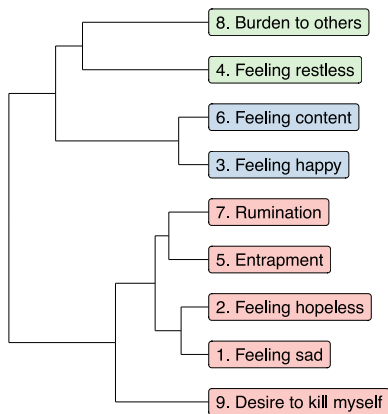 8. Burden to others
4. Feeling restless
6. Feeling content
3. Feeling happy
7. Rumination
5. Entrapment
2. Feeling hopeless
1. Feeling sad
9. Desire to kill myself